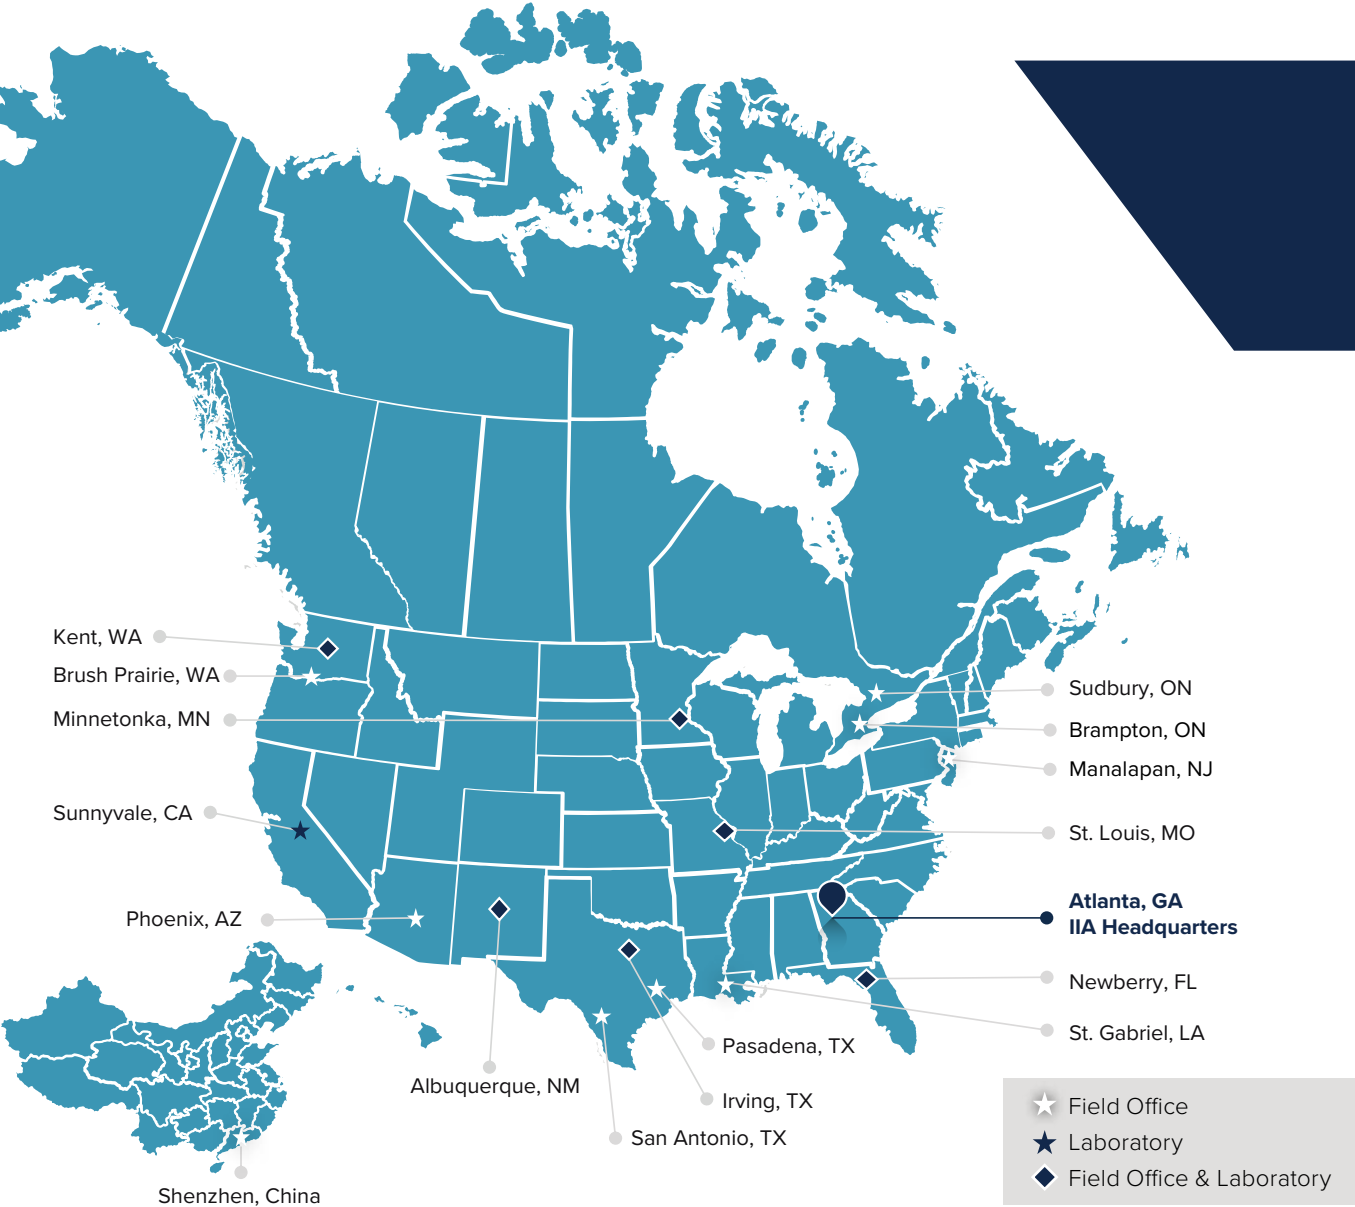 Kent, WA
Brush Prairie, WA
Minnetonka, MN
Sunnyvale, CA
Phoenix, AZ
Albuquerque, NM
San Antonio, TX
Irving, TX
Pasadena, TX
Shenzhen, China
Sudbury, ON
Brampton, ON
Manalapan, NJ
St. Louis, MO
Atlanta, GA
IIA Headquarters
Newberry, FL
St. Gabriel, LA
Field Office
Laboratory
Field Office & Laboratory